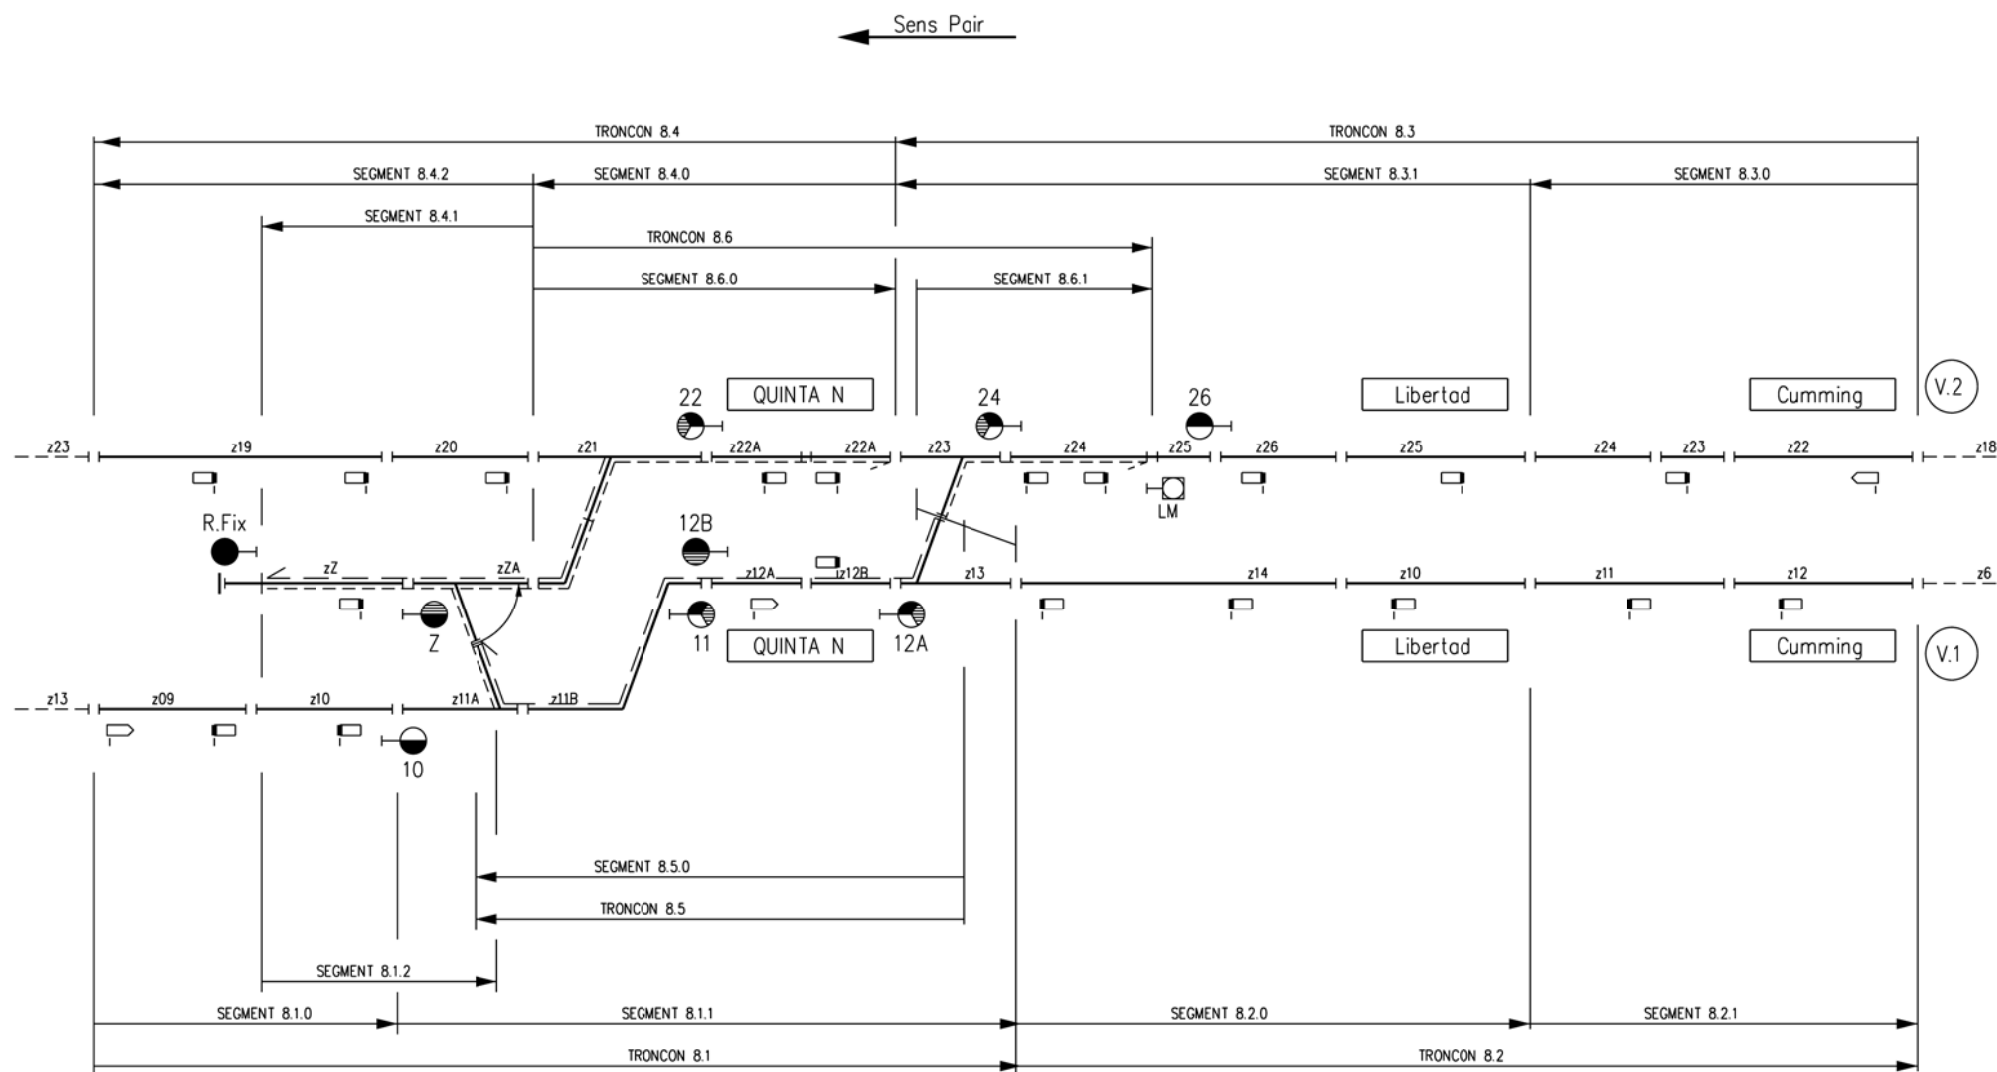 Sens Pair
TRONCON 8.4 TRONCON 8.3
SEGMENT 8.4.2 SEGMENT 8.4.0 SEGMENT 8.3.1 SEGMENT 8.3.0
SEGMENT 8.4.1
TRONCON 8.6
SEGMENT 8.6.0 SEGMENT 8.6.1
22 QUINTA N 24 26 Libertad Cumming V.2
z23 z19 z20 z21 z22A z22A z23 z24 z25 z26 z25 z24 z23 z22 z18
LM
R.Fix 12B
zZ zZA z12A z12B z13 z14 z10 z11 z12 z6
Z 11 QUINTA N 12A Libertad Cumming V.1
z13 z09 z10 z11A z11B
10
SEGMENT 8.5.0
TRONCON 8.5
SEGMENT 8.1.2
SEGMENT 8.1.0 SEGMENT 8.1.1 SEGMENT 8.2.0 SEGMENT 8.2.1
TRONCON 8.1 TRONCON 8.2